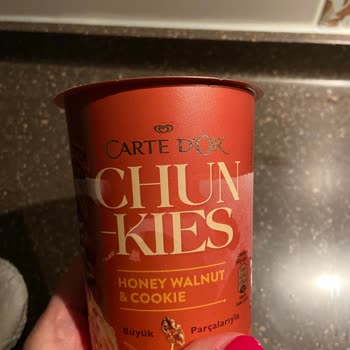 CARTE D'OR
CHUN
-KIES
HONEY WALNUT
& COOKIE
Büyük Parçalarıyla